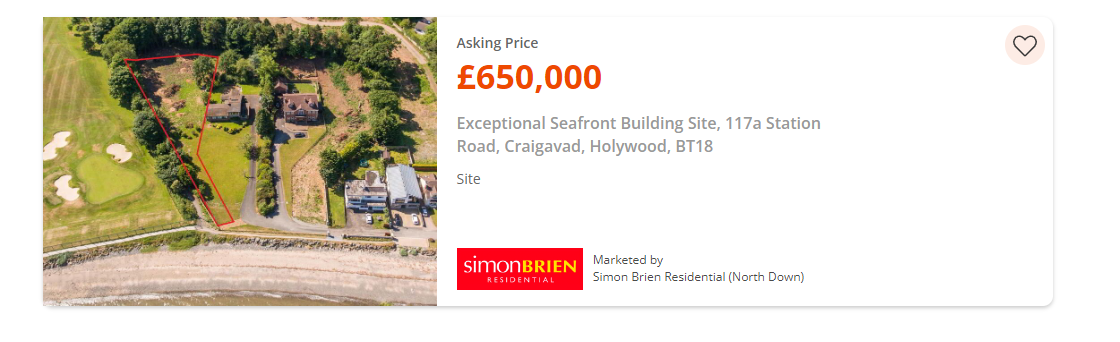 Asking Price
£650,000
Exceptional Seafront Building Site, 117a Station
Road, Craigavad, Holywood, BT18
Site
simonBRIEN
RESIDENTIAL
Marketed by
Simon Brien Residential (North Down)